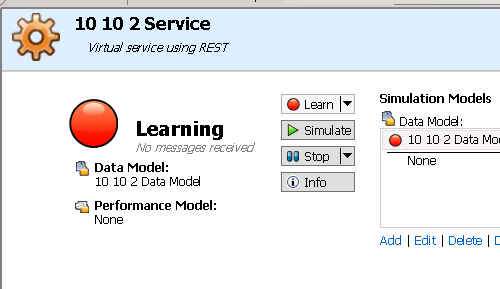 10 10 2 Service
Virtual service using REST
Learning
No messages received
Data Model:
10 10 2 Data Model
Performance Model:
None
Learn
Simulate
Stop
Info
Simulation Models
Data Model:
10 10 2 Data Mo
None
Add | Edit | Delete |